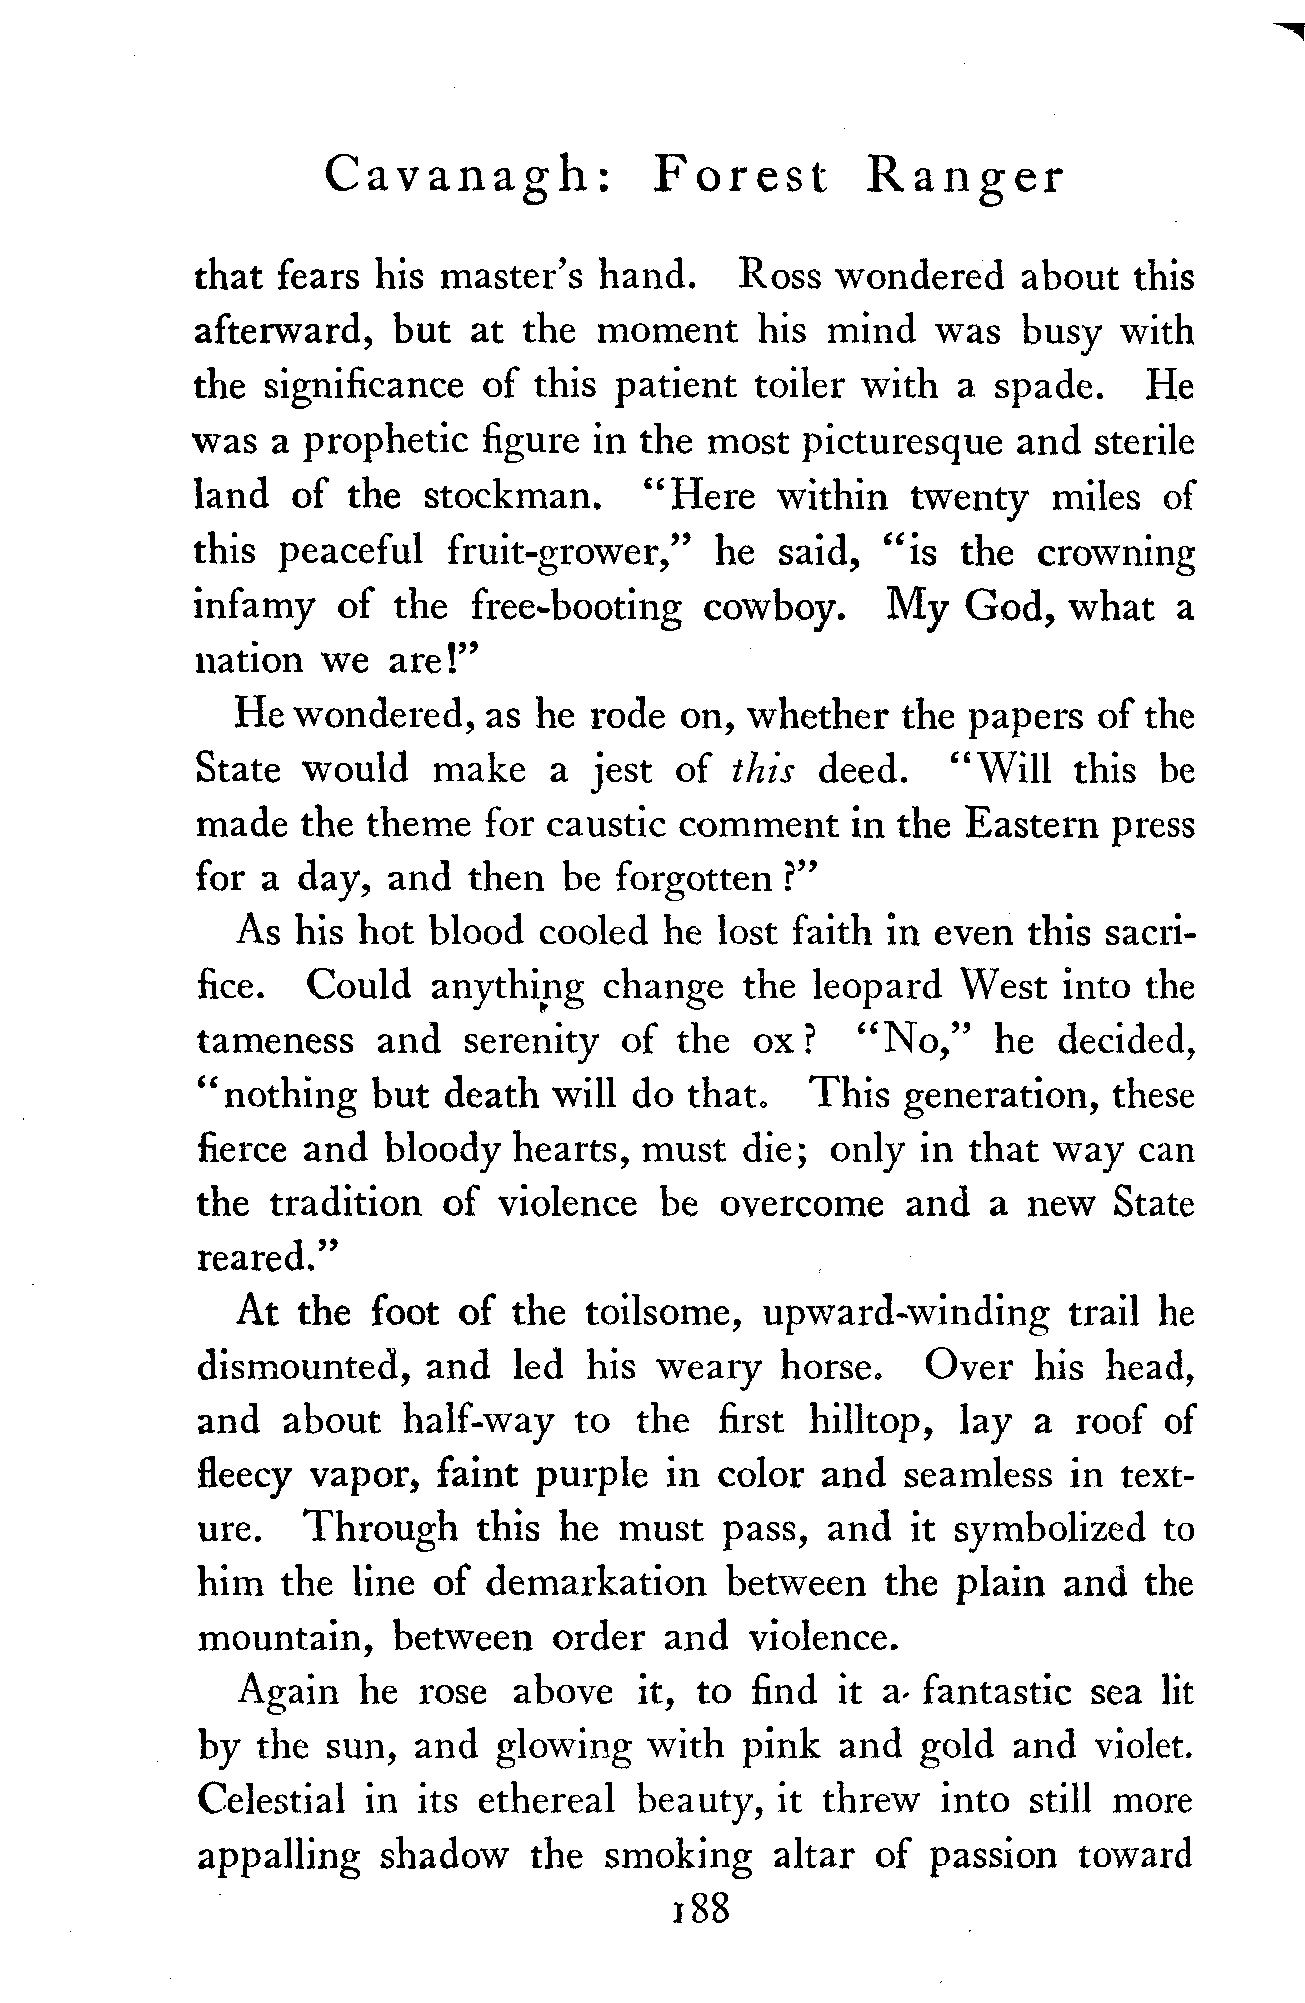 Cavanagh: Forest Ranger
that fears his master's hand. Ross wondered about this
afterward, but at the moment his mind was busy with
the significance of this patient toiler with a spade. He
was a prophetic figure in the most picturesque and sterile
land of the stockman. "Here within twenty miles of
this peaceful fruit-grower," he said, "is the crowning
infamy of the free-booting cowboy. My God, what a
nation we are!"
He wondered, as he rode on, whether the papers of the
State would make a jest of this deed. "Will this be
made the theme for caustic comment in the Eastern press
for a day, and then be forgotten?"
As his hot blood cooled he lost faith in even this sacri-
fice. Could anything change the leopard West into the
tameness and serenity of the ox? "No," he decided,
"nothing but death will do that. This generation, these
fierce and bloody hearts, must die; only in that way can
the tradition of violence be overcome and a new State
reared."
At the foot of the toilsome, upward-winding trail he
dismounted, and led his weary horse. Over his head,
and about half-way to the first hilltop, lay a roof of
fleecy vapor, faint purple in color and seamless in text-
ure. Through this he must pass, and it symbolized to
him the line of demarkation between the plain and the
mountain, between order and violence.
Again he rose above it, to find it a fantastic sea lit
by the sun, and glowing with pink and gold and violet.
Celestial in its ethereal beauty, it threw into still more
appalling shadow the smoking altar of passion toward
188